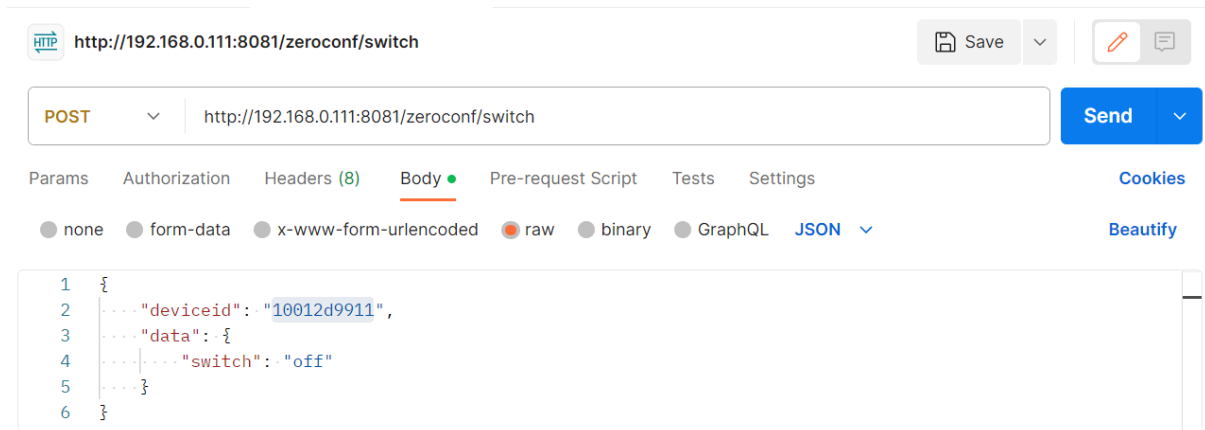 HTTP http://192.168.0.111:8081/zeroconf/switch Save
POST http://192.168.0.111:8081/zeroconf/switch Send
Params Authorization Headers (8) Body Pre-request Script Tests Settings Cookies
none form-data x-www-form-urlencoded raw binary GraphQL JSON Beautify
1 {
2 "deviceid": "10012d9911",
3 "data": {
4 "switch": "off"
5 }
6 }